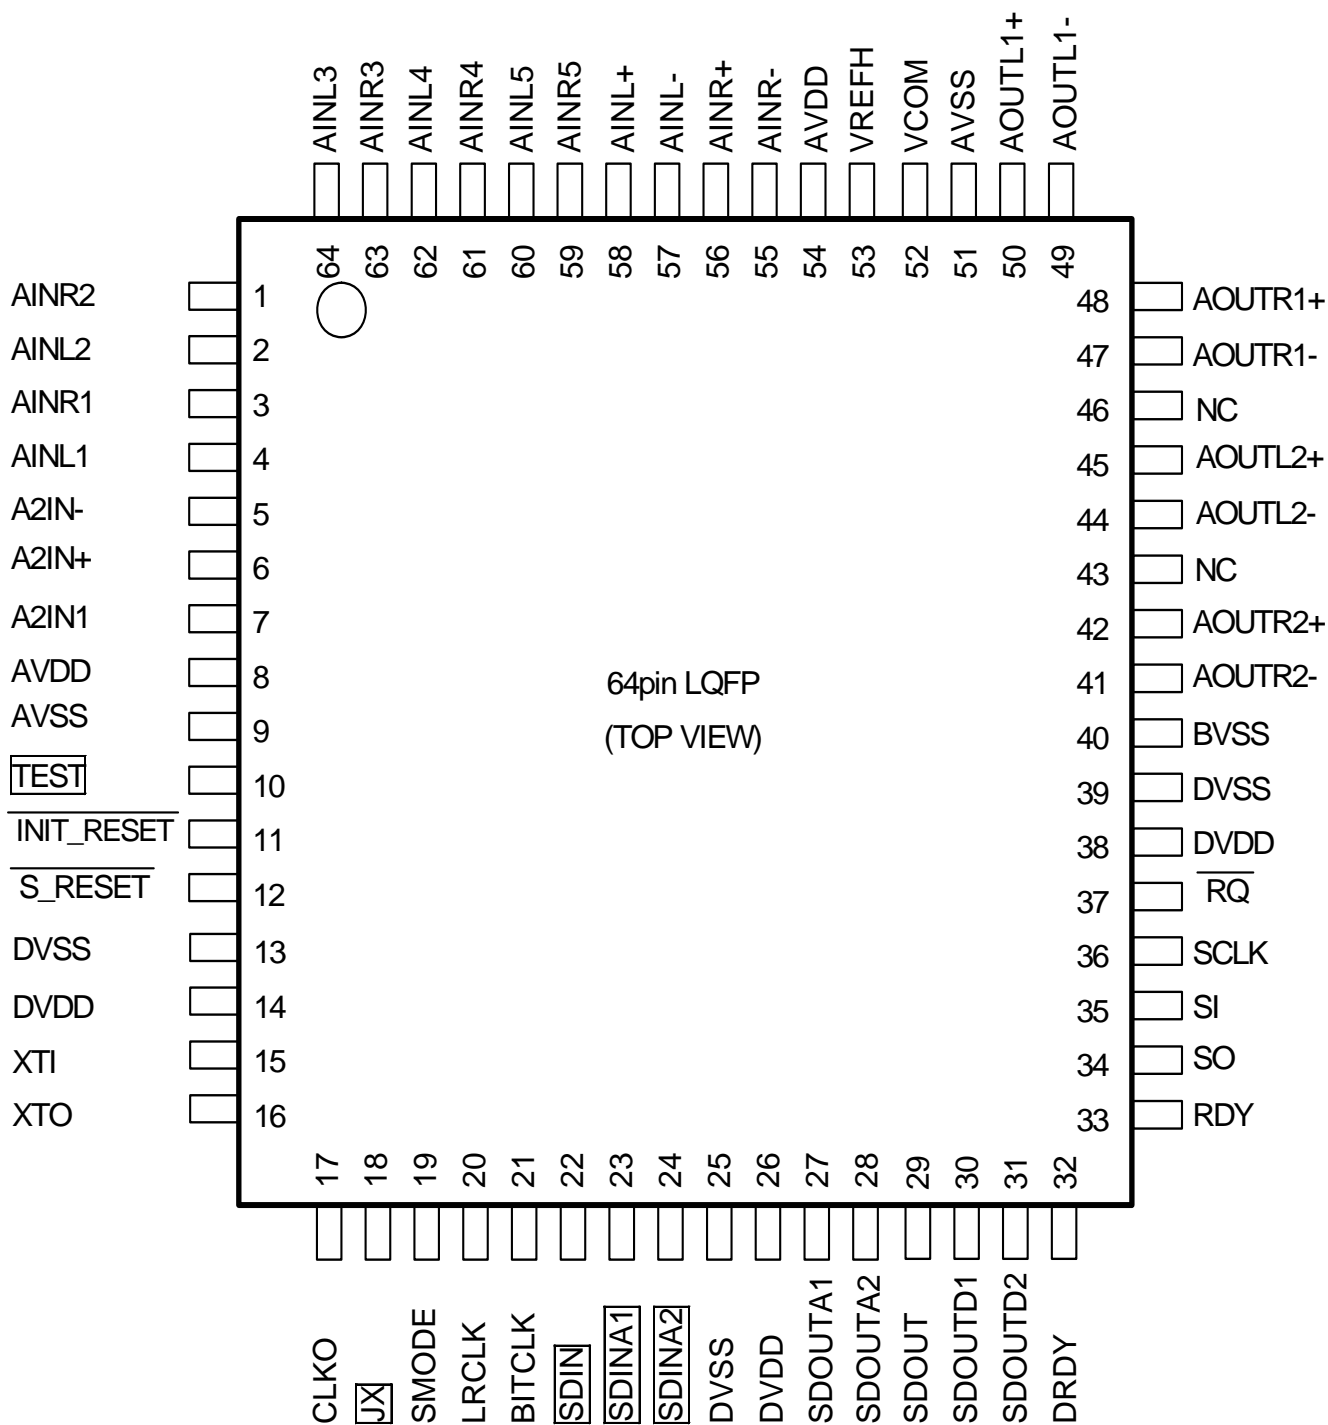 AINL3
AINR3
AINL4
AINR4
AINL5
AINR5
AINL+
AINL-
AINR+
AINR-
AVDD
VREFH
VCOM
AVSS
AOUTL1+
AOUTL1-
64
63
62
61
60
59
58
57
56
55
54
53
52
51
50
49
AINR2 1
AINL2 2
AINR1 3
AINL1 4
A2IN- 5
A2IN+ 6
A2IN1 7
AVDD 8
AVSS 9
TEST 10
INIT_RESET 11
S_RESET 12
DVSS 13
DVDD 14
XTI 15
XTO 16
64pin LQFP
(TOP VIEW)
48 AOUTR1+
47 AOUTR1-
46 NC
45 AOUTL2+
44 AOUTL2-
43 NC
42 AOUTR2+
41 AOUTR2-
40 BVSS
39 DVSS
38 DVDD
37 RQ
36 SCLK
35 SI
34 SO
33 RDY
17
18
19
20
21
22
23
24
25
26
27
28
29
30
31
32
CLKO
JX
SMODE
LRCLK
BITCLK
SDIN
SDINA1
SDINA2
DVSS
DVDD
SDOUTA1
SDOUTA2
SDOUT
SDOUTD1
SDOUTD2
DRDY